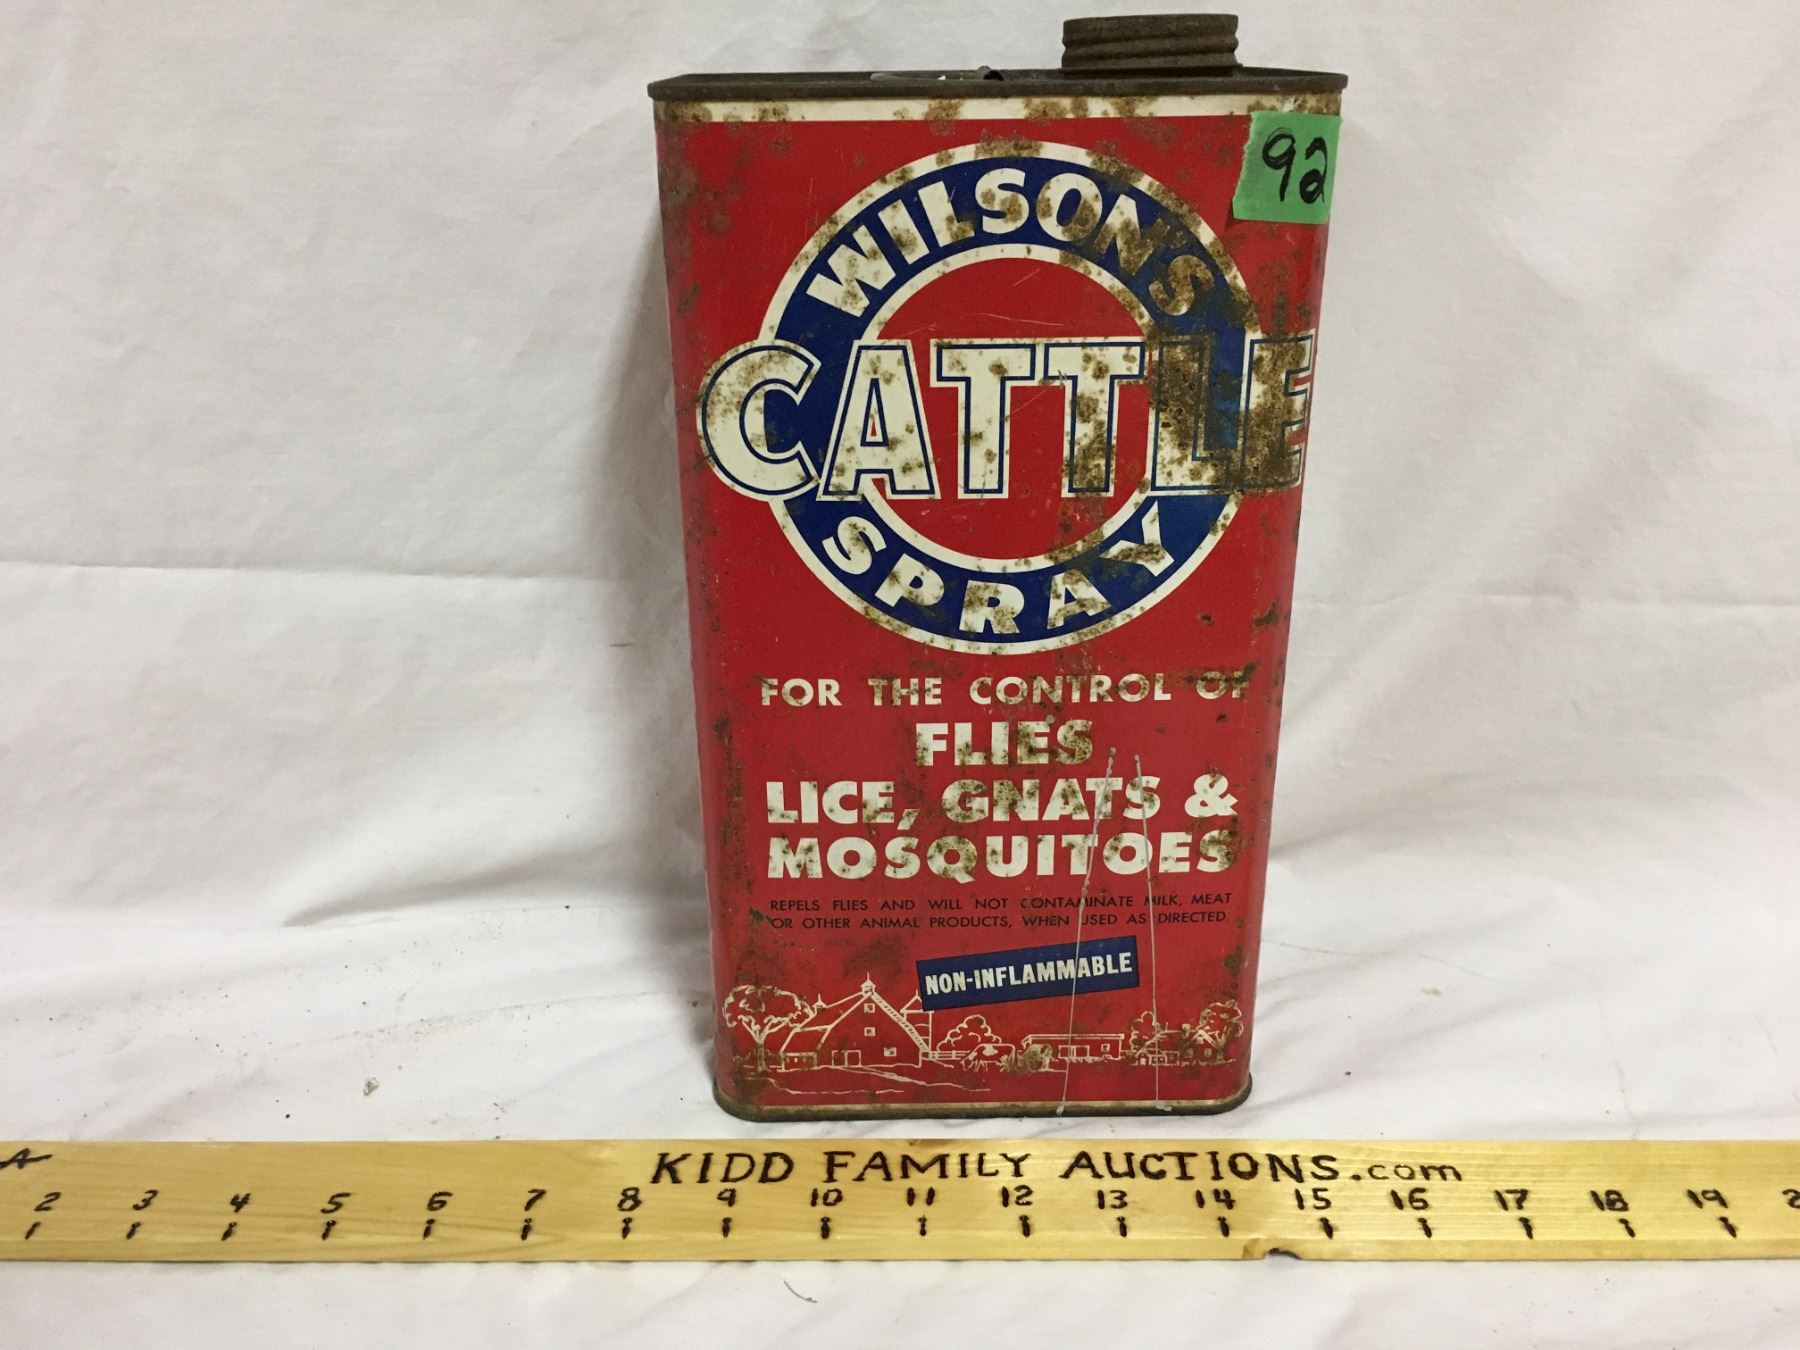 92
WILSON'S
CATTLE
SPRAY
FOR THE CONTROL OF
FLIES
LICE, GNATS &
MOSQUITOES
REPELS FLIES AND WILL NOT CONTAMINATE MILK, MEAT
OR OTHER ANIMAL PRODUCTS, WHEN USED AS DIRECTED.
NON-INFLAMMABLE
KIDD FAMILY AUCTIONS.com
2 3 4 5 6 7 8 9 10 11 12 13 14 15 16 17 18 19